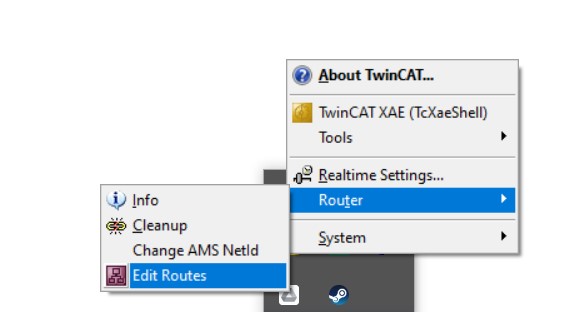 About TwinCAT...
TwinCAT XAE (TcXaeShell)
Tools
Realtime Settings...
Router
System
Info
Cleanup
Change AMS NetId
Edit Routes